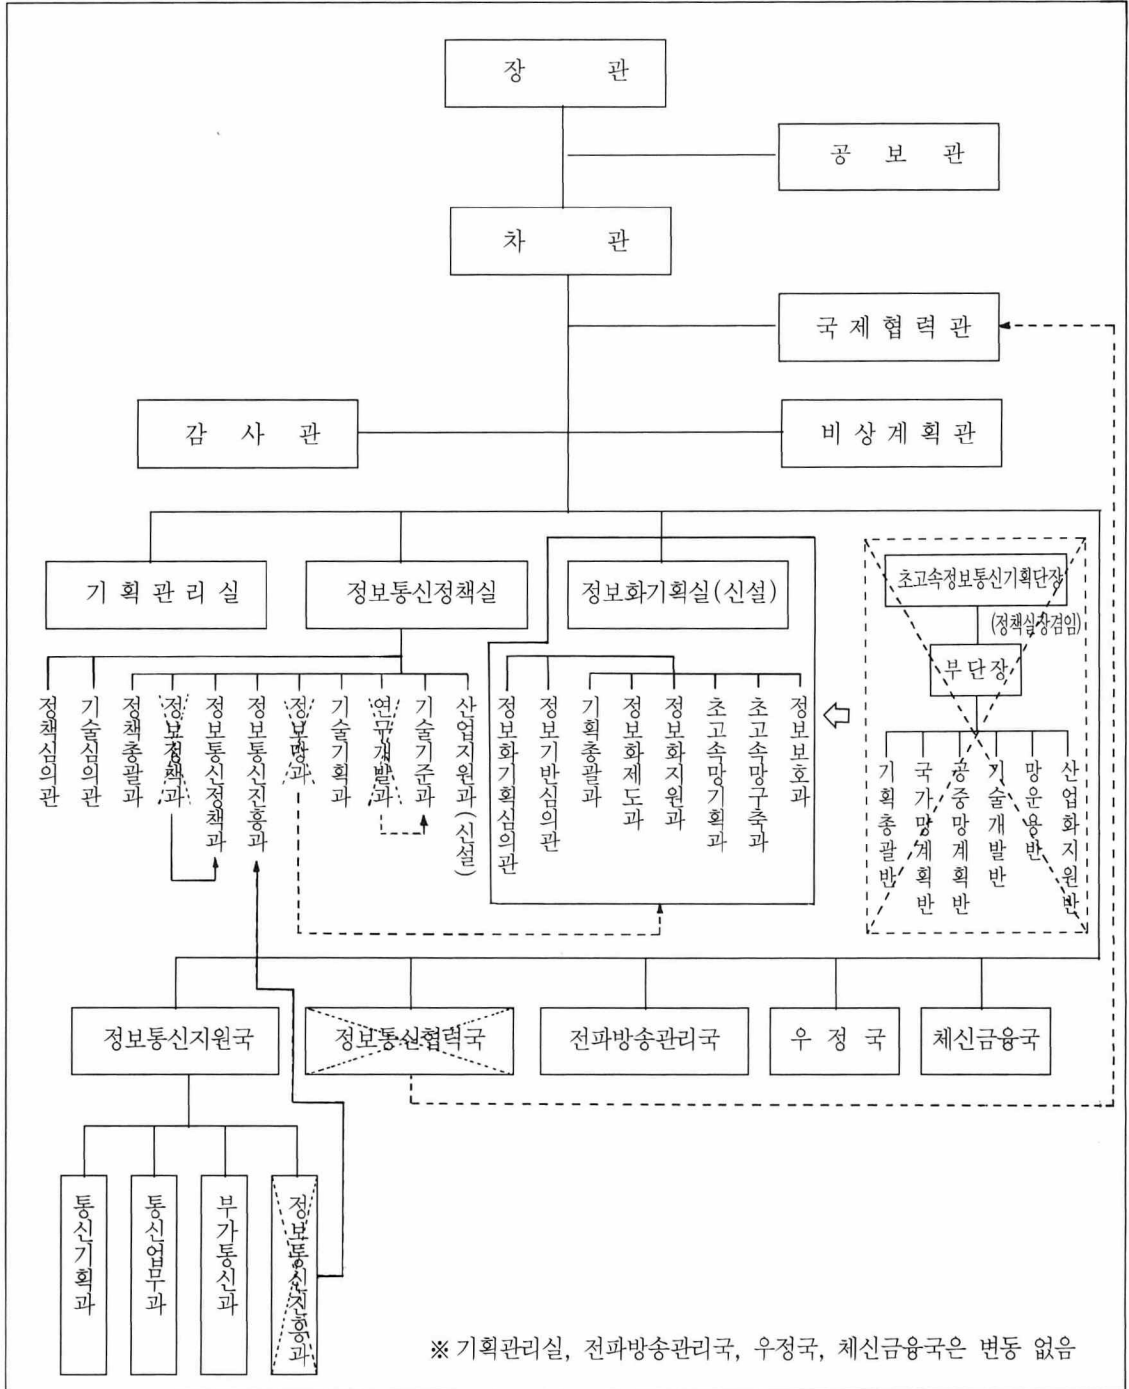 장 관
공 보 관
차 관
국 제 협 력 관
감 사 관
비 상 계 획 관
기 획 관 리 실
정보통신정책실
정보화기획실(신설)
초고속정보통신기획단장
(정책실장겸임)
부단장
정책심의관
기술심의관
정책총괄과
정보정책과
정보통신정책과
정보통신진흥과
정보망과
기술기획과
연구개발과
기술기준과
산업지원과(신설)
정보화기획심의관
정보기반심의관
기획총괄과
정보화제도과
정보화지원과
초고속망기획과
초고속망구축과
정보보호과
기획총괄반
국가망계획반
공중망계획반
기술개발반
망운용반
산업화지원반
정보통신지원국
정보통신협력국
전파방송관리국
우 정 국
체신금융국
통신기획과
통신업무과
부가통신과
정보통신진흥과
※ 기획관리실, 전파방송관리국, 우정국, 체신금융국은 변동 없음